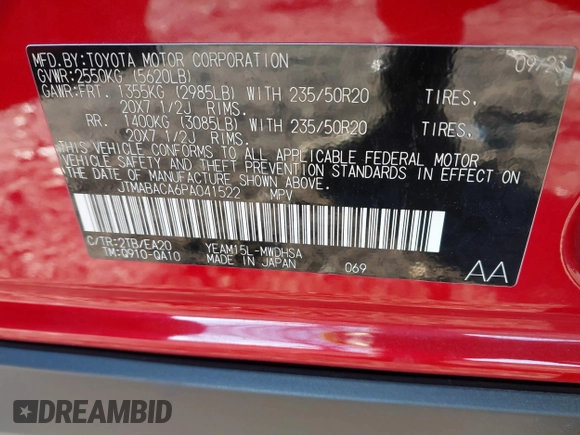 MFD.BY:TOYOTA MOTOR CORPORATION 09/23
GVWR:2550KG (5620LB)
GAWR:FRT. 1355KG (2985LB) WITH 235/50R20 TIRES,
20X7 1/2J RIMS.
RR. 1400KG (3085LB) WITH 235/50R20 TIRES,
20X7 1/2J RIMS.
THIS VEHICLE CONFORMS TO ALL APPLICABLE FEDERAL MOTOR
VEHICLE SAFETY AND THEFT PREVENTION STANDARDS IN EFFECT ON
THE DATE OF MANUFACTURE SHOWN ABOVE.
JTMABACA6PA041522 MPV
C/TR:2TB/EA20 YEAM15L-MWDHSA
TM:Q910-QA10 MADE IN JAPAN 069 AA
DREAMBID